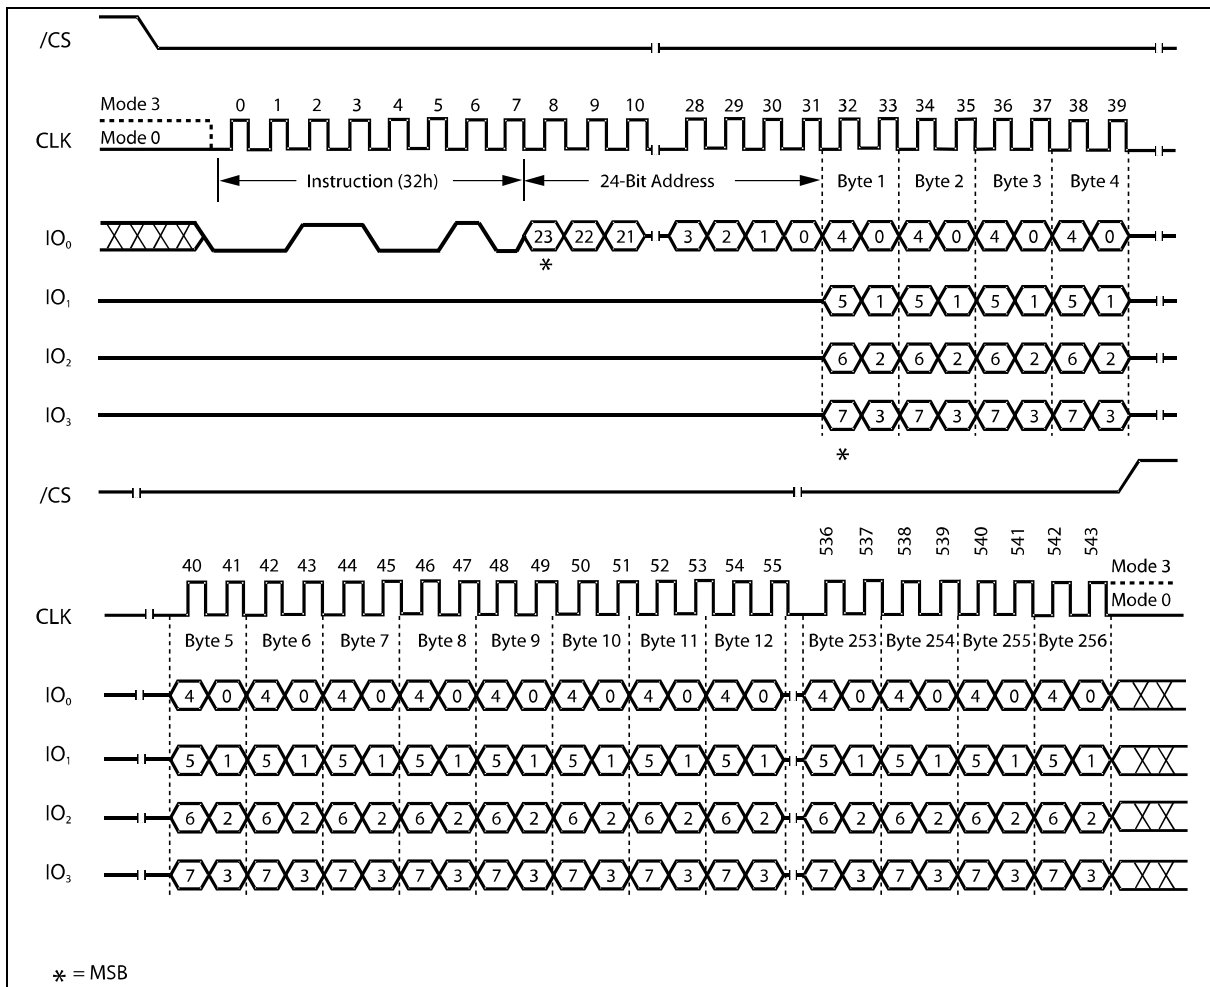 /CS
Mode 3
0 1 2 3 4 5 6 7 8 9 10 28 29 30 31 32 33 34 35 36 37 38 39
Mode 0
CLK
Instruction (32h) 24-Bit Address Byte 1 Byte 2 Byte 3 Byte 4
IO0 23 22 21 3 2 1 0 4 0 4 0 4 0 4 0
*
IO1 5 1 5 1 5 1 5 1
IO2 6 2 6 2 6 2 6 2
IO3 7 3 7 3 7 3 7 3
*
/CS
536 537 538 539 540 541 542 543
40 41 42 43 44 45 46 47 48 49 50 51 52 53 54 55 Mode 3
Mode 0
CLK
Byte 5 Byte 6 Byte 7 Byte 8 Byte 9 Byte 10 Byte 11 Byte 12 Byte 253 Byte 254 Byte 255 Byte 256
IO0 4 0 4 0 4 0 4 0 4 0 4 0 4 0 4 0 4 0 4 0 4 0 4 0
IO1 5 1 5 1 5 1 5 1 5 1 5 1 5 1 5 1 5 1 5 1 5 1 5 1
IO2 6 2 6 2 6 2 6 2 6 2 6 2 6 2 6 2 6 2 6 2 6 2 6 2
IO3 7 3 7 3 7 3 7 3 7 3 7 3 7 3 7 3 7 3 7 3 7 3 7 3
* = MSB